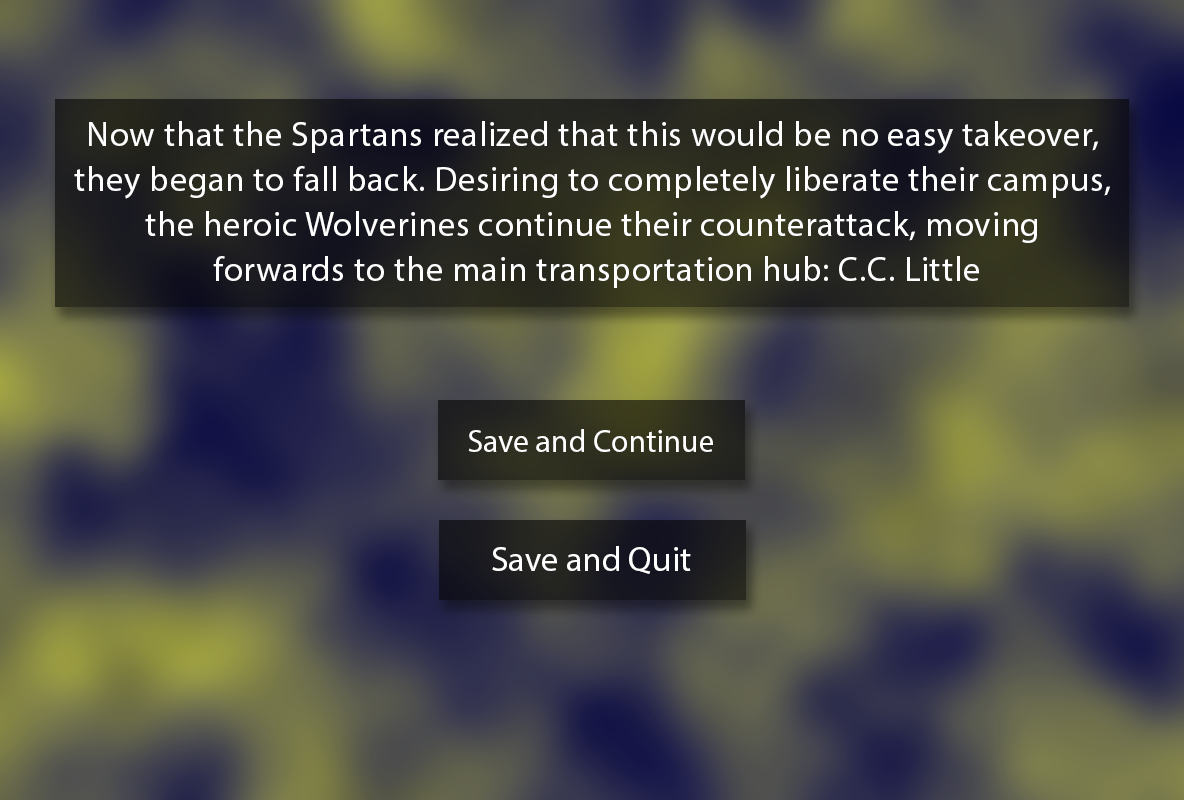 Now that the Spartans realized that this would be no easy takeover,
they began to fall back. Desiring to completely liberate their campus,
the heroic Wolverines continue their counterattack, moving
forwards to the main transportation hub: C.C. Little
Save and Continue
Save and Quit